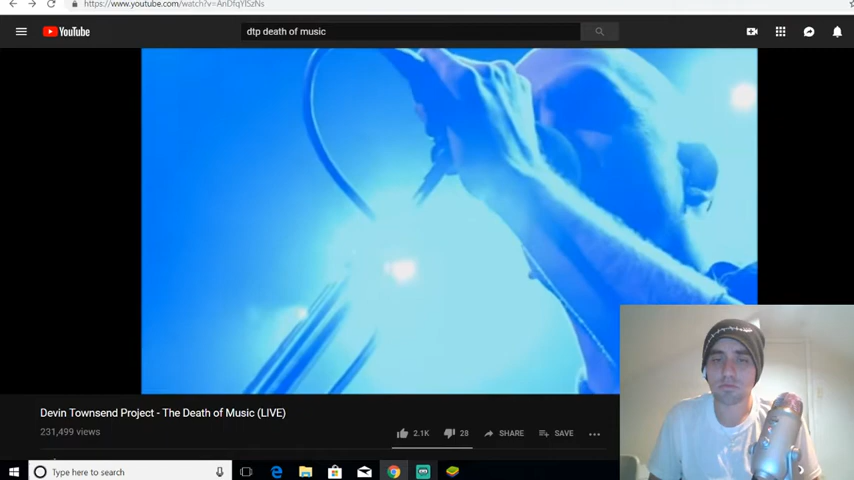 https://www.youtube.com/watch?v=AnDfqYlSzNs
YouTube
dtp death of music
Devin Townsend Project - The Death of Music (LIVE)
231,499 views
2.1K
28
SHARE
SAVE
Type here to search